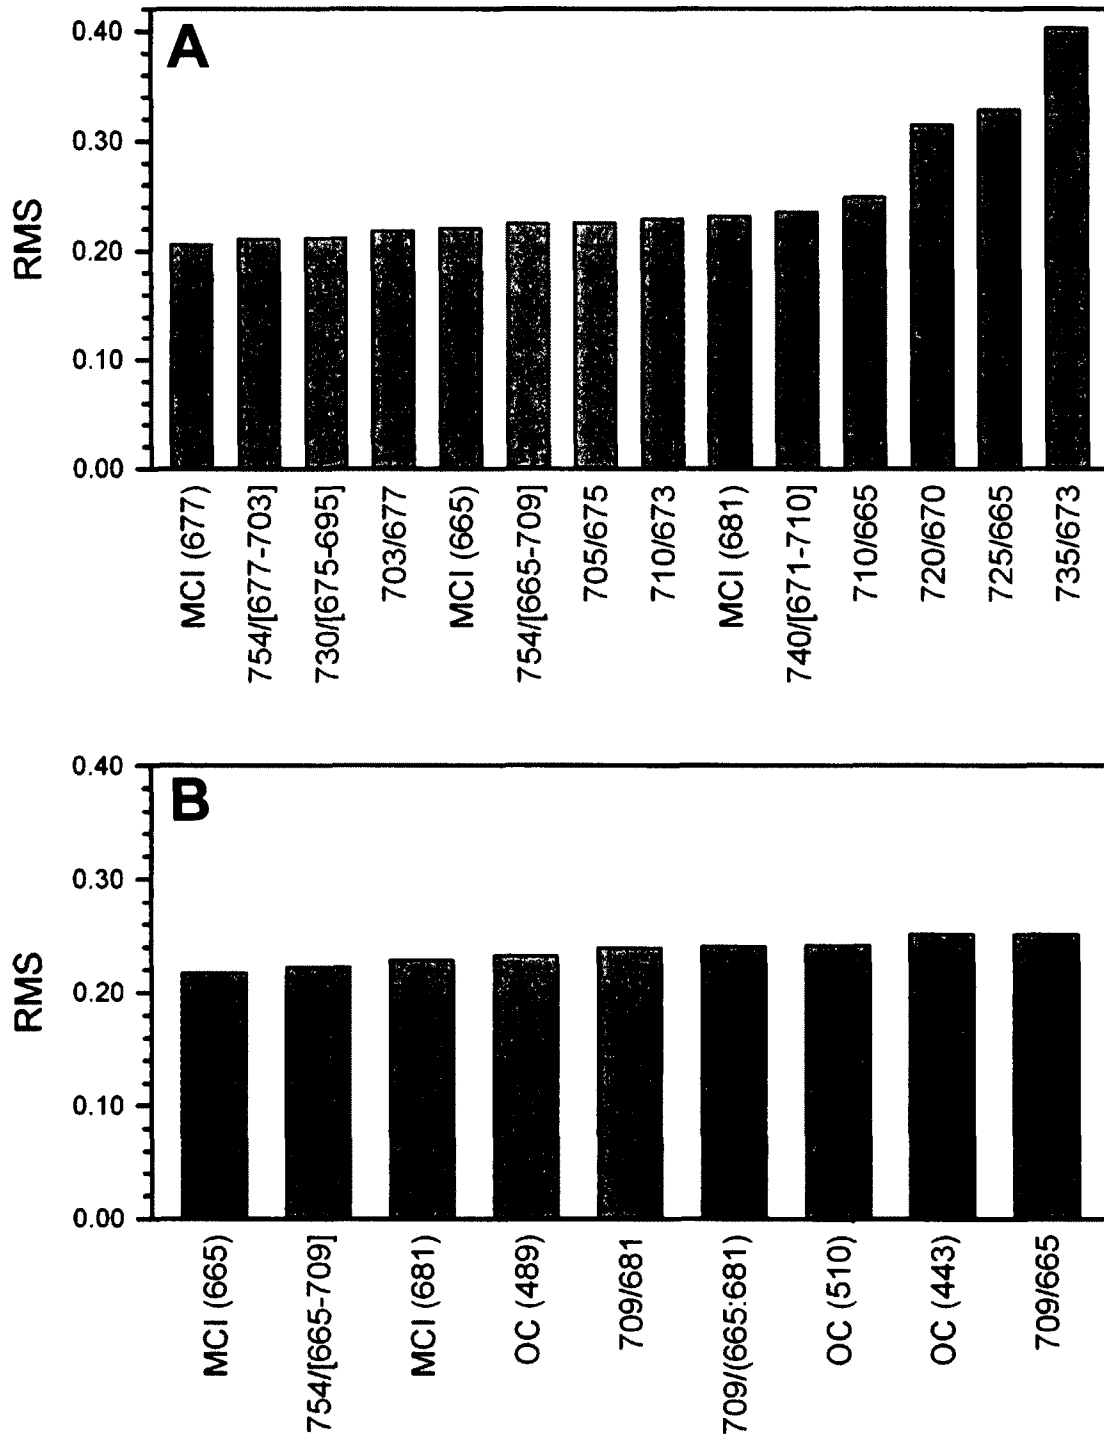 A
0.40
0.30
0.20
0.10
0.00
RMS
MCI (677)
754/[677-703]
730/[675-695]
703/677
MCI (665)
754/[665-709]
705/675
710/673
MCI (681)
740/[671-710]
710/665
720/670
725/665
735/673
B
0.40
0.30
0.20
0.10
0.00
RMS
MCI (665)
754/[665-709]
MCI (681)
OC (489)
709/681
709/(665:681)
OC (510)
OC (443)
709/665